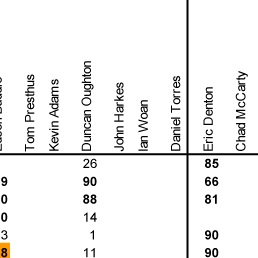 Tom Presthus
Kevin Adams
Duncan Oughton
John Harkes
Ian Woan
Daniel Torres
Eric Denton
Chad McCarty
26 85
9 90 66
0 88 81
0 14
3 1 90
8 11 90